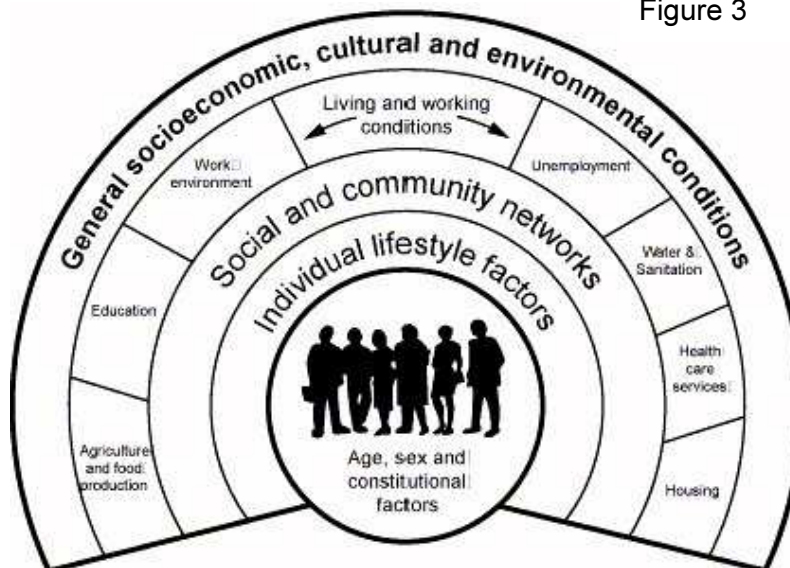 Figure 3
General socioeconomic, cultural and environmental conditions
Living and working
conditions
Work
environment
Unemployment
Education
Water &
Sanitation
Agriculture
and food
production
Health
care
services
Housing
Social and community networks
Individual lifestyle factors
Age, sex and
constitutional
factors